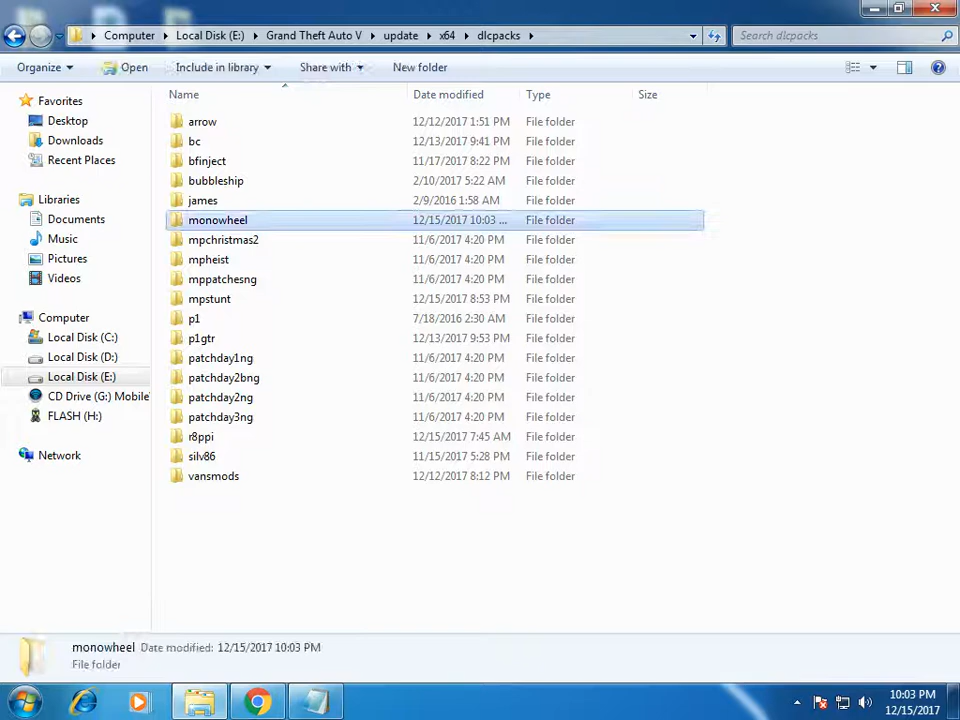 Computer Local Disk (E:) Grand Theft Auto V update x64 dlcpacks Search dlcpacks
Organize Open Include in library Share with New folder
Name Date modified Type Size
Favorites
Desktop
Downloads
Recent Places
Libraries
Documents
Music
Pictures
Videos
Computer
Local Disk (C:)
Local Disk (D:)
Local Disk (E:)
CD Drive (G:) Mobile
FLASH (H:)
Network
arrow 12/12/2017 1:51 PM File folder
bc 12/13/2017 9:41 PM File folder
bfinject 11/17/2017 8:22 PM File folder
bubbleship 2/10/2017 5:22 AM File folder
james 2/9/2016 1:58 AM File folder
monowheel 12/15/2017 10:03 ... File folder
mpchristmas2 11/6/2017 4:20 PM File folder
mpheist 11/6/2017 4:20 PM File folder
mppatchesng 11/6/2017 4:20 PM File folder
mpstunt 12/15/2017 8:53 PM File folder
p1 7/18/2016 2:30 AM File folder
p1gtr 12/13/2017 9:53 PM File folder
patchday1ng 11/6/2017 4:20 PM File folder
patchday2bng 11/6/2017 4:20 PM File folder
patchday2ng 11/6/2017 4:20 PM File folder
patchday3ng 11/6/2017 4:20 PM File folder
r8ppi 12/15/2017 7:45 AM File folder
silv86 11/15/2017 5:28 PM File folder
vansmods 12/12/2017 8:12 PM File folder
monowheel Date modified: 12/15/2017 10:03 PM
File folder
10:03 PM
12/15/2017